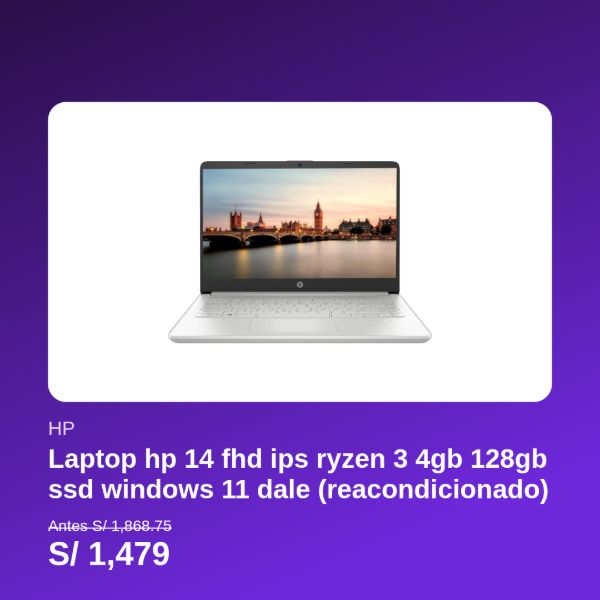 HP
Laptop hp 14 fhd ips ryzen 3 4gb 128gb
ssd windows 11 dale (reacondicionado)
Antes S/ 1,868.75
S/ 1,479